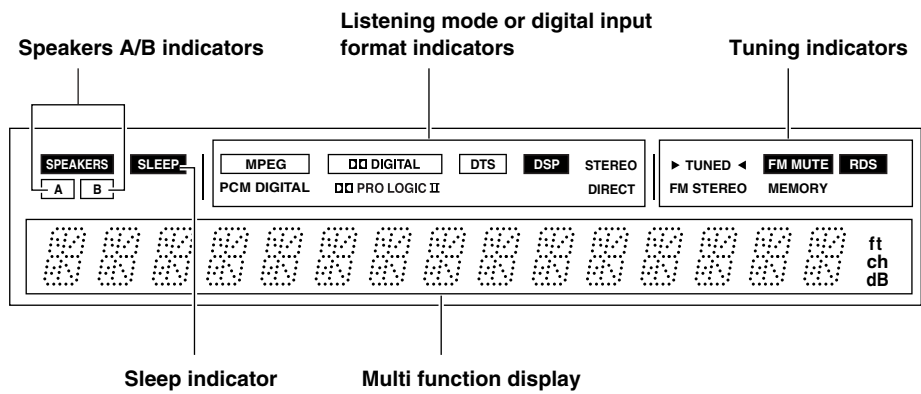 Listening mode or digital input
format indicators
Speakers A/B indicators
Tuning indicators
SPEAKERS SLEEP MPEG DIGITAL DTS DSP STEREO ► TUNED ◄ FM MUTE RDS
A B PCM DIGITAL PRO LOGIC II DIRECT FM STEREO MEMORY
ft
ch
dB
Sleep indicator Multi function display